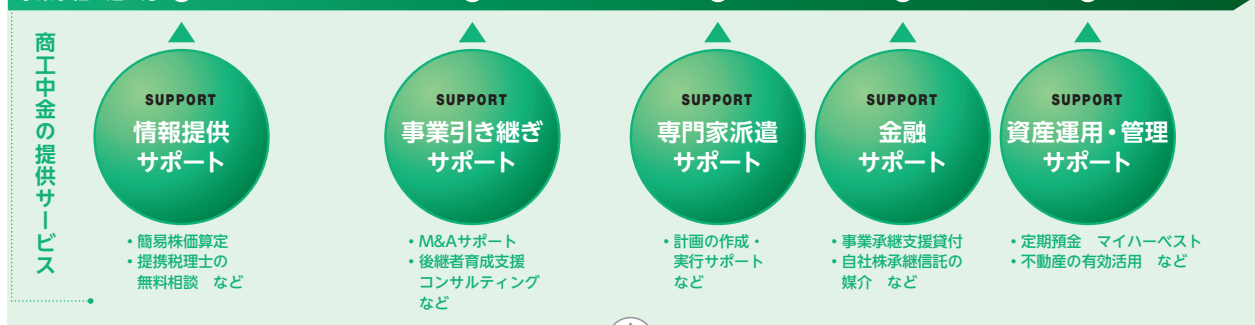 商工中金の提供サービス
SUPPORT
情報提供
サポート
・簡易株価算定
・提携税理士の
無料相談　など
SUPPORT
事業引き継ぎ
サポート
・M&Aサポート
・後継者育成支援
コンサルティング
など
SUPPORT
専門家派遣
サポート
・計画の作成・
実行サポート
など
SUPPORT
金融
サポート
・事業承継支援貸付
・自社株承継信託の
媒介　など
SUPPORT
資産運用・管理
サポート
・定期預金　マイハーベスト
・不動産の有効活用　など